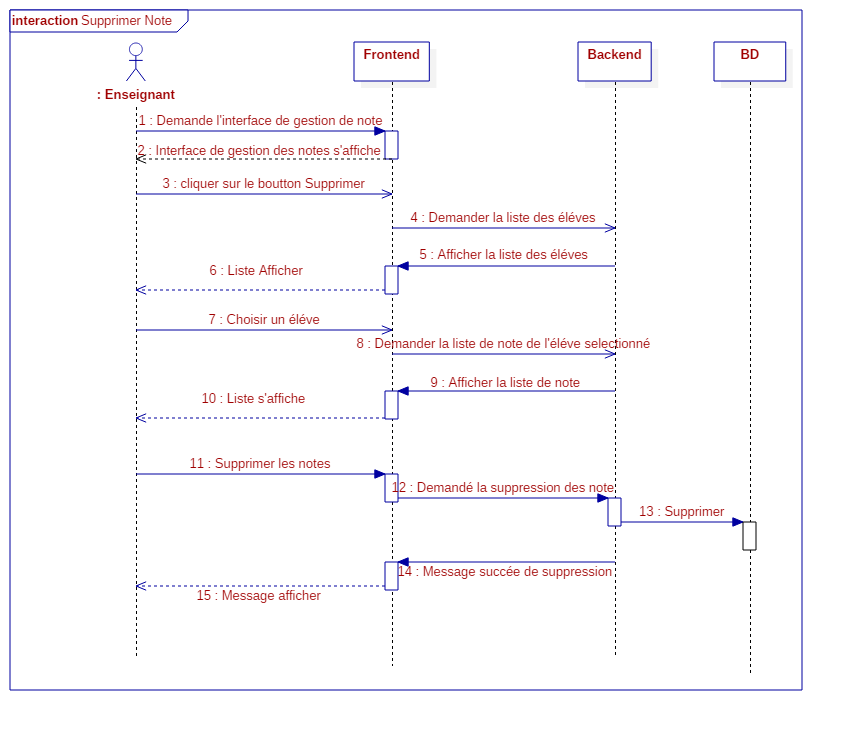 interaction Supprimer Note
Frontend
Backend
BD
: Enseignant
1 : Demande l'interface de gestion de note
2 : Interface de gestion des notes s'affiche
3 : cliquer sur le boutton Supprimer
4 : Demander la liste des éléves
5 : Afficher la liste des éléves
6 : Liste Afficher
7 : Choisir un éléve
8 : Demander la liste de note de l'éléve selectionné
9 : Afficher la liste de note
10 : Liste s'affiche
11 : Supprimer les notes
12 : Demandé la suppression des note
13 : Supprimer
14 : Message succée de suppression
15 : Message afficher